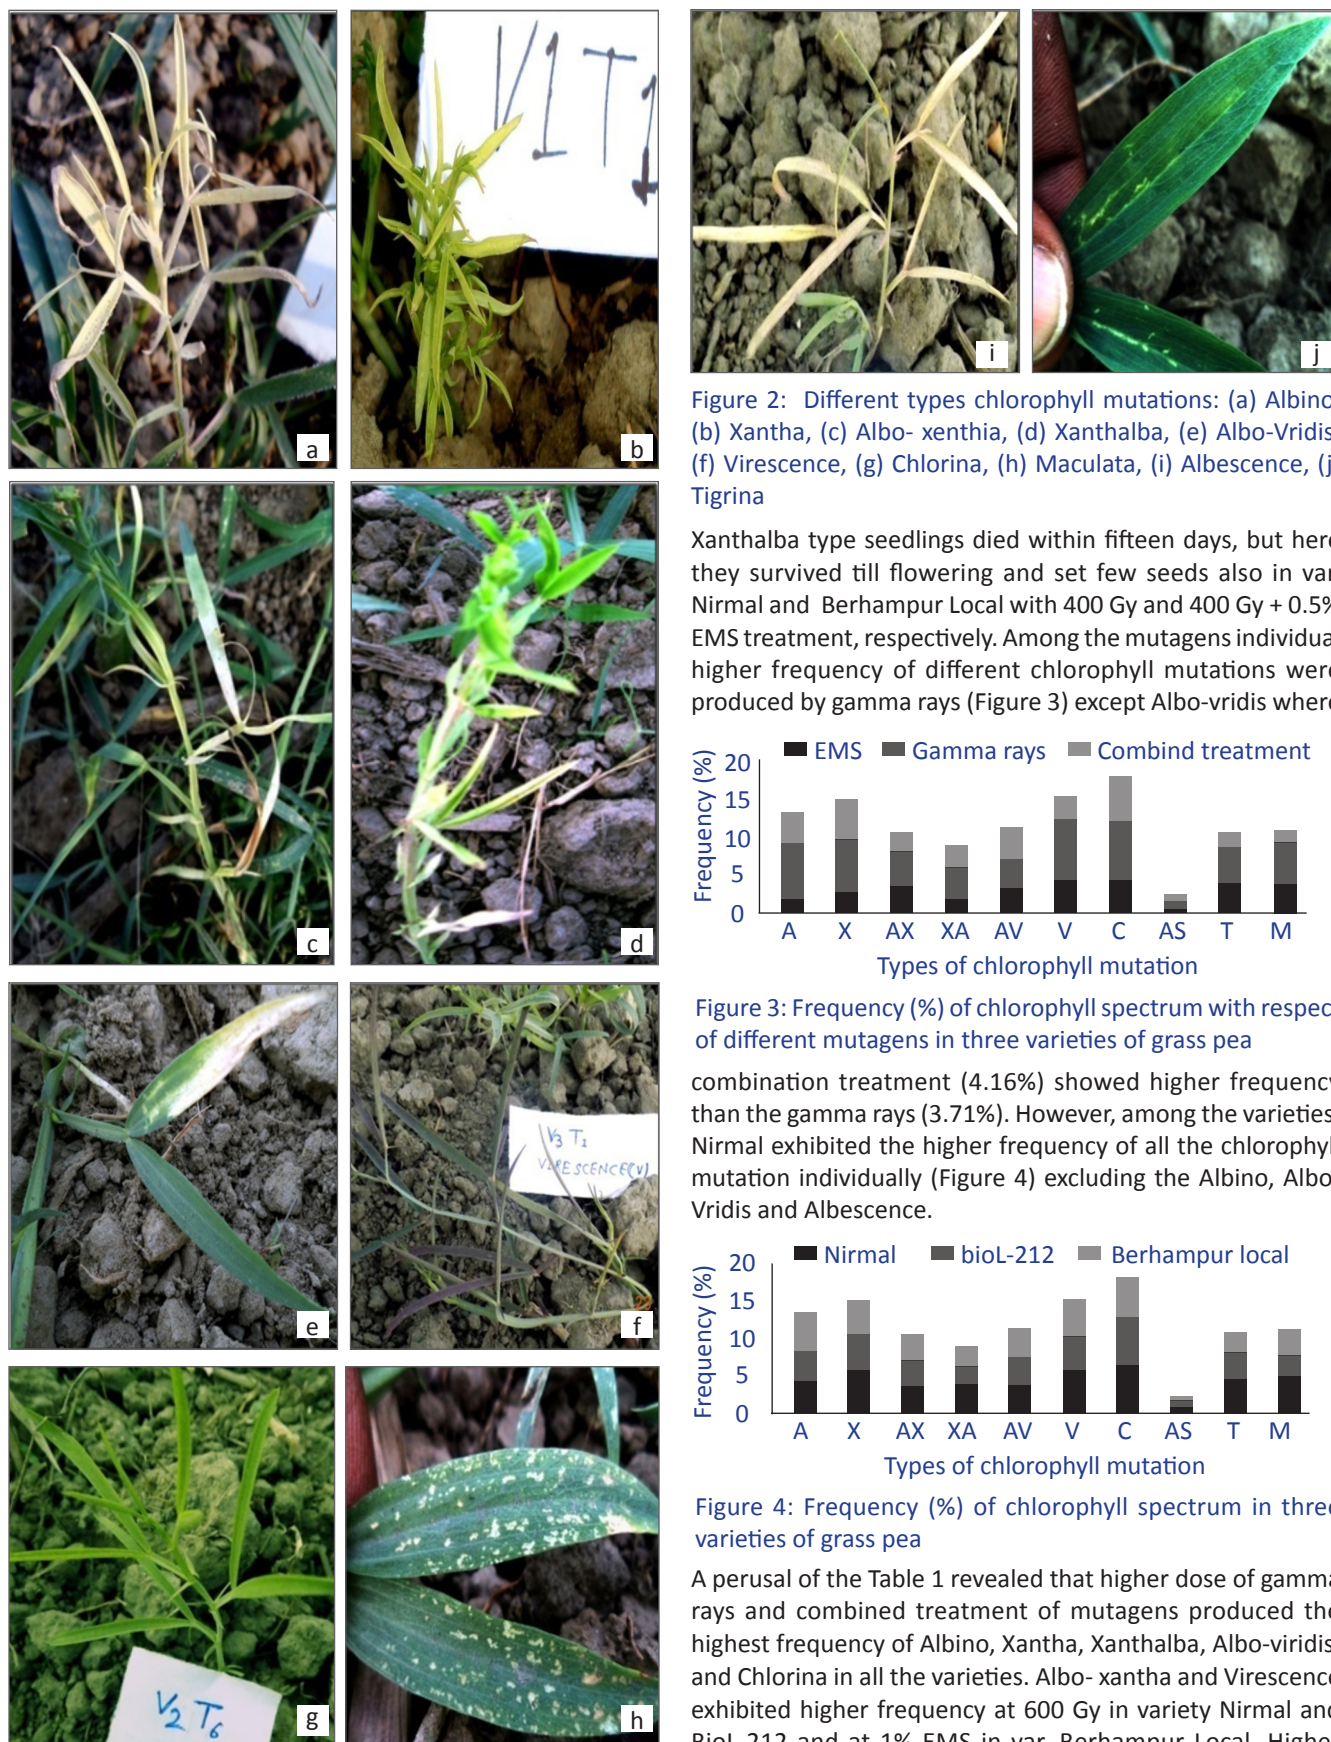 V1T1
a
b
c
d
V3 T1
VIRESCENCE(V)
e
f
V2 T6
g
h
i
j
Figure 2: Different types chlorophyll mutations: (a) Albino
(b) Xantha, (c) Albo- xenthia, (d) Xanthalba, (e) Albo-Vridis
(f) Virescence, (g) Chlorina, (h) Maculata, (i) Albescence, (j
Tigrina
Xanthalba type seedlings died within fifteen days, but here
they survived till flowering and set few seeds also in var
Nirmal and Berhampur Local with 400 Gy and 400 Gy + 0.5%
EMS treatment, respectively. Among the mutagens individual
higher frequency of different chlorophyll mutations were
produced by gamma rays (Figure 3) except Albo-vridis where
EMS Gamma rays Combind treatment
Frequency (%)
20
15
10
5
0
A X AX XA AV V C AS T M
Types of chlorophyll mutation
Figure 3: Frequency (%) of chlorophyll spectrum with respec
of different mutagens in three varieties of grass pea
combination treatment (4.16%) showed higher frequency
than the gamma rays (3.71%). However, among the varieties
Nirmal exhibited the higher frequency of all the chlorophyl
mutation individually (Figure 4) excluding the Albino, Albo
Vridis and Albescence.
Nirmal bioL-212 Berhampur local
Frequency (%)
20
15
10
5
0
A X AX XA AV V C AS T M
Types of chlorophyll mutation
Figure 4: Frequency (%) of chlorophyll spectrum in three
varieties of grass pea
A perusal of the Table 1 revealed that higher dose of gamma
rays and combined treatment of mutagens produced the
highest frequency of Albino, Xantha, Xanthalba, Albo-viridis
and Chlorina in all the varieties. Albo- xantha and Virescence
exhibited higher frequency at 600 Gy in variety Nirmal and
BioL-212 and at 1% EMS in var. Berhampur Local. Highe